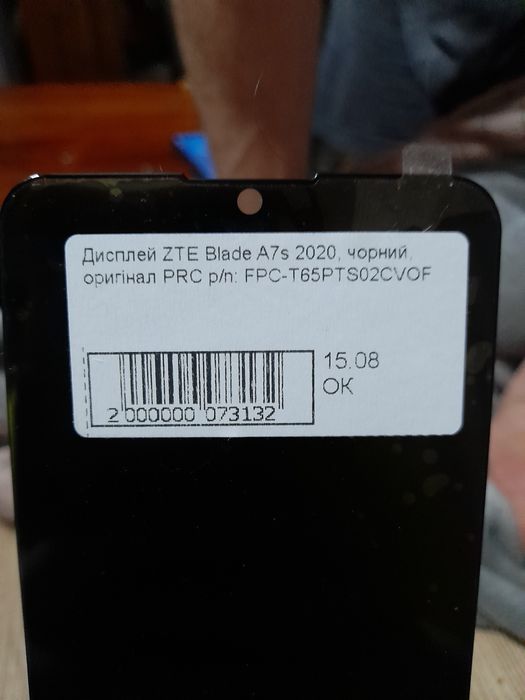 Дисплей ZTE Blade A7s 2020, чорний,
оригінал PRC p/n: FPC-T65PTS02CVOF
15.08
OK
2 000000 073132